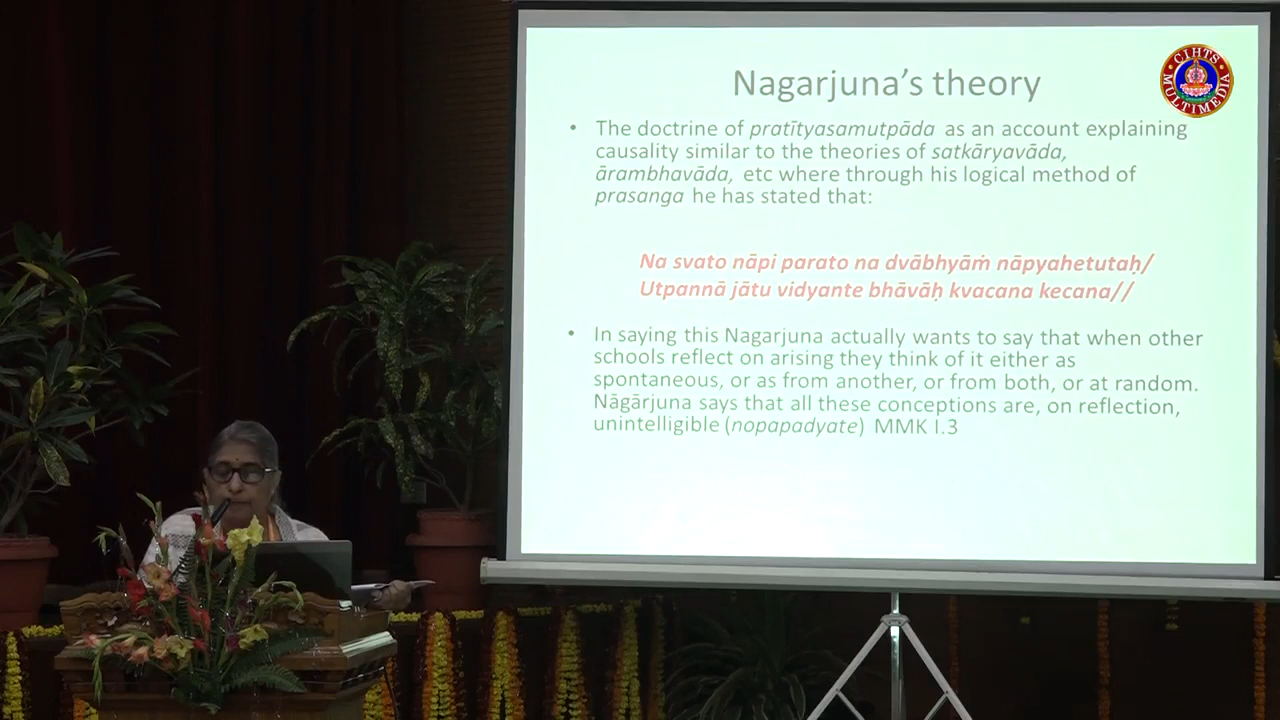 Nagarjuna's theory
CIHTS
MULTIMEDIA
• The doctrine of pratītyasamutpāda as an account explaining
causality similar to the theories of satkāryavāda,
ārambhavāda, etc where through his logical method of
prasanga he has stated that:
Na svato nāpi parato na dvābhyāṁ nāpyahetutaḥ/
Utpannā jātu vidyante bhāvāḥ kvacana kecana//
• In saying this Nagarjuna actually wants to say that when other
schools reflect on arising they think of it either as
spontaneous, or as from another, or from both, or at random.
Nāgārjuna says that all these conceptions are, on reflection,
unintelligible (nopapadyate) MMK I.3